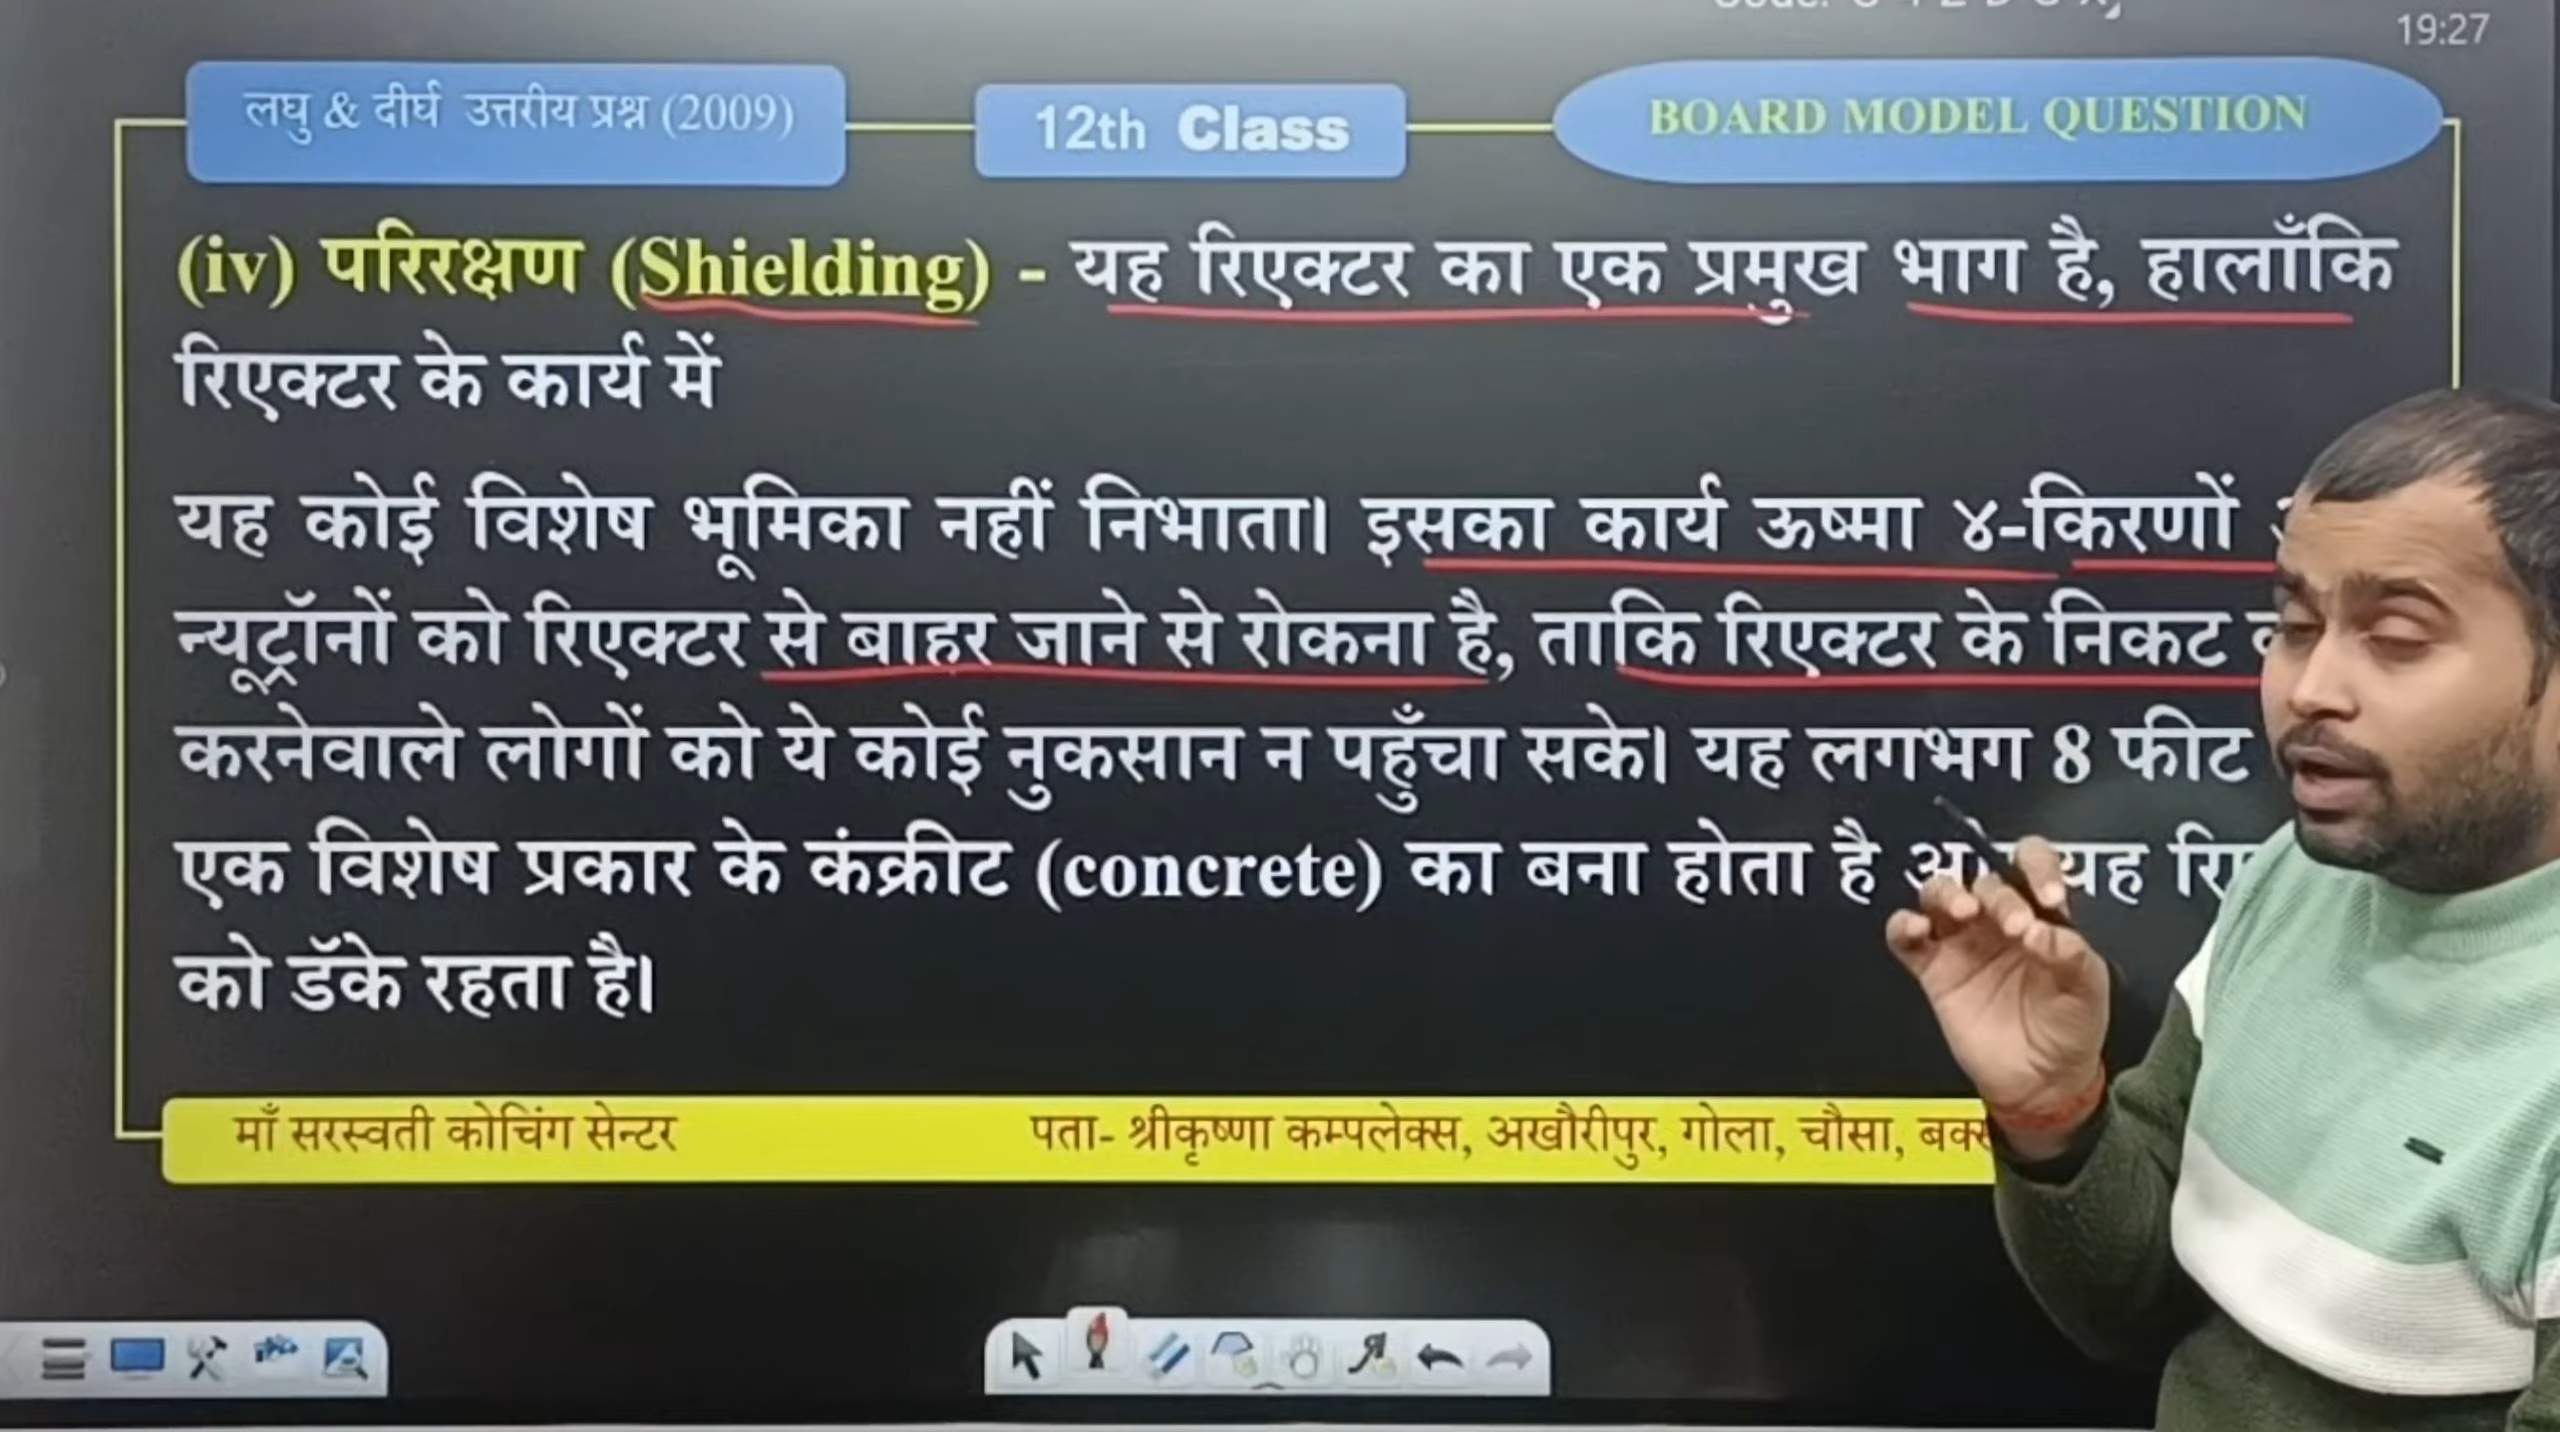 19:27
लघु & दीर्घ उत्तरीय प्रश्न (2009)
12th Class
BOARD MODEL QUESTION
(iv) परिरक्षण (Shielding) - यह रिएक्टर का एक प्रमुख भाग है, हालाँकि
रिएक्टर के कार्य में
यह कोई विशेष भूमिका नहीं निभाता। इसका कार्य ऊष्मा ४-किरणों
न्यूट्रॉनों को रिएक्टर से बाहर जाने से रोकना है, ताकि रिएक्टर के निकट
करनेवाले लोगों को ये कोई नुकसान न पहुँचा सके। यह लगभग 8 फीट
एक विशेष प्रकार के कंक्रीट (concrete) का बना होता है यह
को डॅके रहता है।
माँ सरस्वती कोचिंग सेन्टर
पता- श्रीकृष्णा कम्पलेक्स, अखौरीपुर, गोला, चौसा,